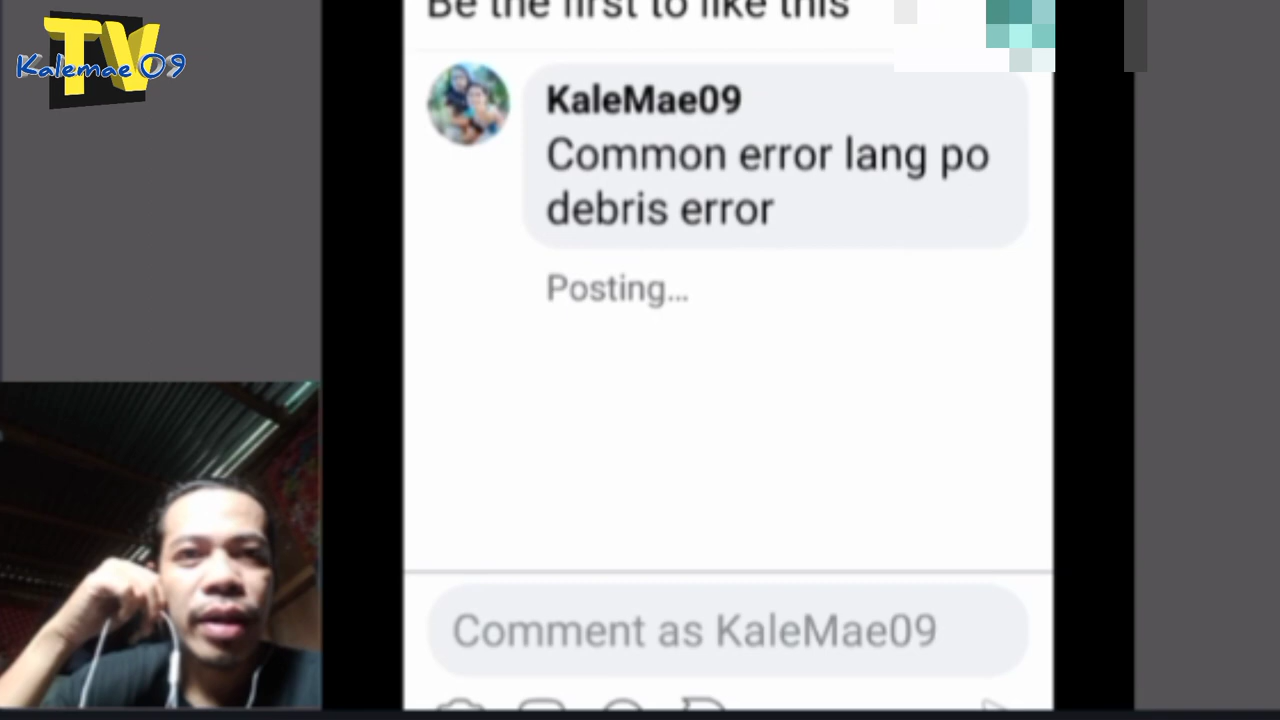 Be the first to like this
TV
Kalemae 09
KaleMae09
Common error lang po
debris error
Posting...
Comment as KaleMae09